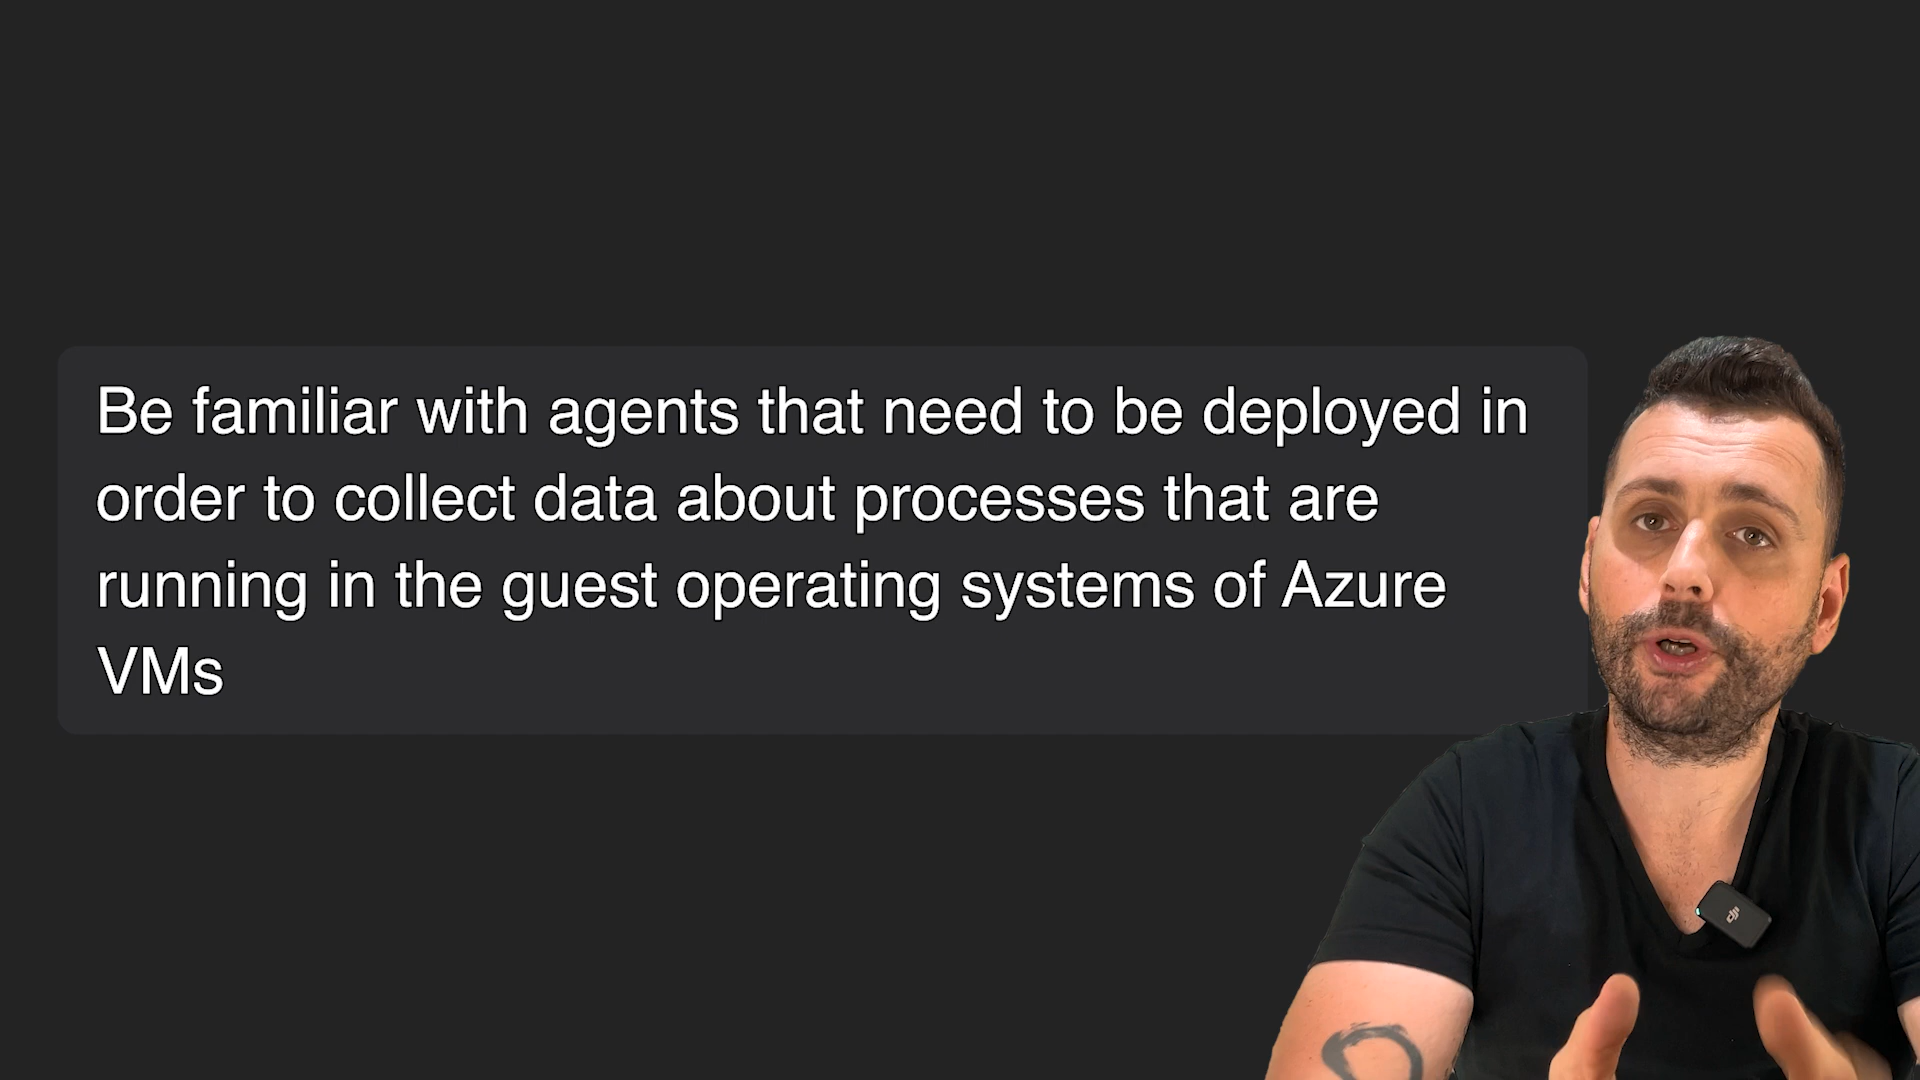 Be familiar with agents that need to be deployed in
order to collect data about processes that are
running in the guest operating systems of Azure
VMs
dji